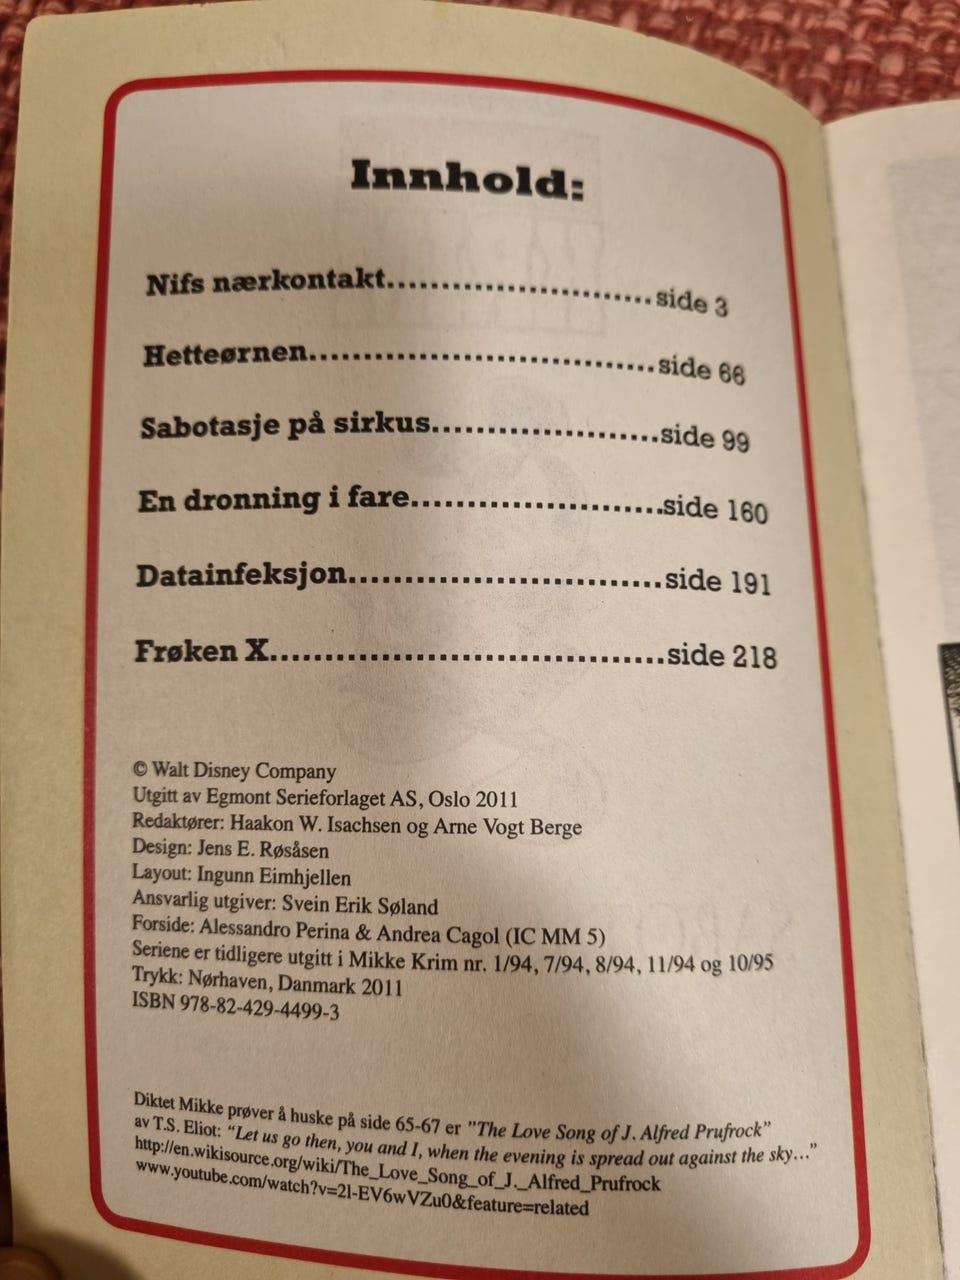 Innhold:
Nifs nærkontakt........................side 3
Hetteørnen...............................side 66
Sabotasje på sirkus.....................side 99
En dronning i fare.......................side 160
Datainfeksjon.............................side 191
Frøken X....................................side 218
© Walt Disney Company
Utgitt av Egmont Serieforlaget AS, Oslo 2011
Redaktører: Haakon W. Isachsen og Arne Vogt Berge
Design: Jens E. Røsåsen
Layout: Ingunn Eimhjellen
Ansvarlig utgiver: Svein Erik Søland
Forside: Alessandro Perina & Andrea Cagol (IC MM 5)
Seriene er tidligere utgitt i Mikke Krim nr. 1/94, 7/94, 8/94, 11/94 og 10/95
Trykk: Nørhaven, Danmark 2011
ISBN 978-82-429-4499-3
Diktet Mikke prøver å huske på side 65-67 er "The Love Song of J. Alfred Prufrock"
av T.S. Eliot: “Let us go then, you and I, when the evening is spread out against the sky...”
http://en.wikisource.org/wiki/The_Love_Song_of_J._Alfred_Prufrock
www.youtube.com/watch?v=2l-EV6wVZu0&feature=related